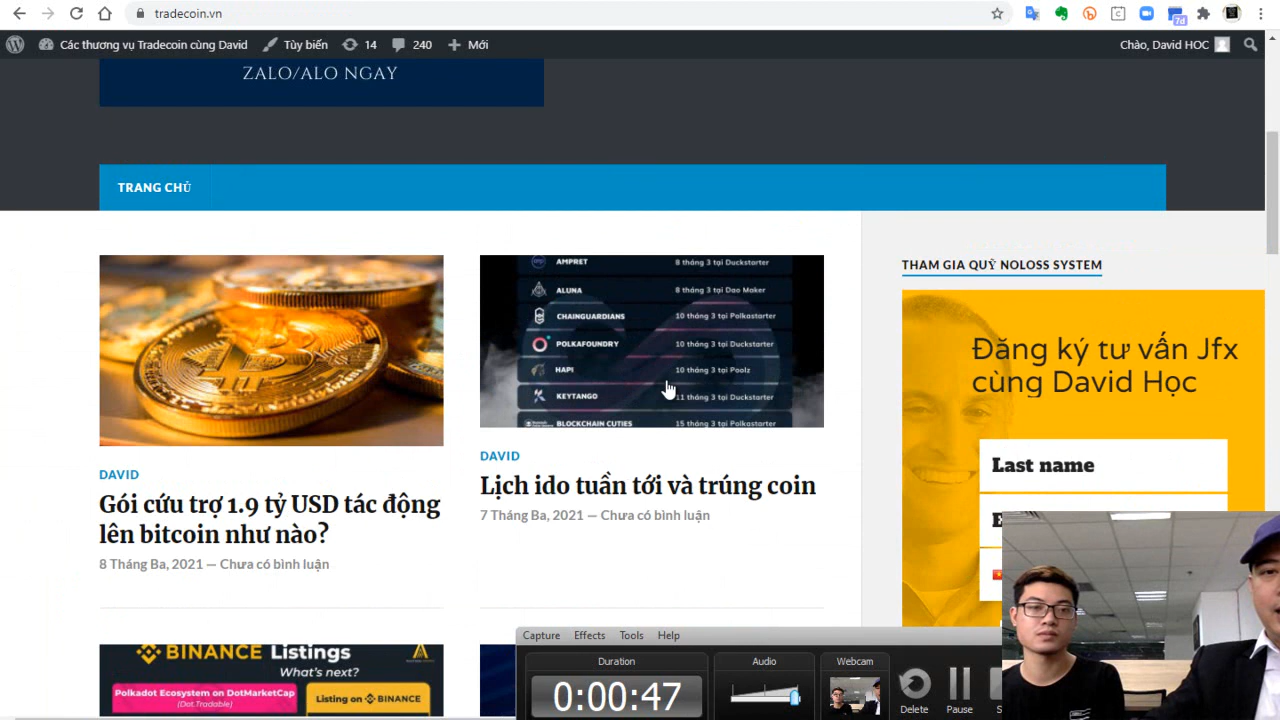 tradecoin.vn
7d
Các thương vụ Tradecoin cùng David
Tùy biến
14
240
Mới
Chào, David HOC
ZALO/ALO NGAY
TRANG CHỦ
AMPRET 8 tháng 3 tại Duckstarter
ALUNA 8 tháng 3 tại Dao Maker
CHAINGUARDIANS 10 tháng 3 tại Polkastarter
POLKAFOUNDRY 10 tháng 3 tại Duckstarter
HAPI 10 tháng 3 tại Poolz
KEYTANGO 11 tháng 3 tại Duckstarter
BLOCKCHAIN CUTIES 15 tháng 3 tại Polkastarter
DAVID
Gói cứu trợ 1.9 tỷ USD tác động
lên bitcoin như nào?
8 Tháng Ba, 2021 — Chưa có bình luận
DAVID
Lịch ido tuần tới và trúng coin
7 Tháng Ba, 2021 — Chưa có bình luận
THAM GIA QUỸ NOLOSS SYSTEM
Đăng ký tư vấn Jfx
cùng David Học
Last name
BINANCE Listings
What's next?
Polkadot Ecosystem on DotMarketCap
(Dot.Tradable)
Listing on BINANCE
Capture Effects Tools Help
Duration
0:00:47
Audio
Webcam
Delete
Pause